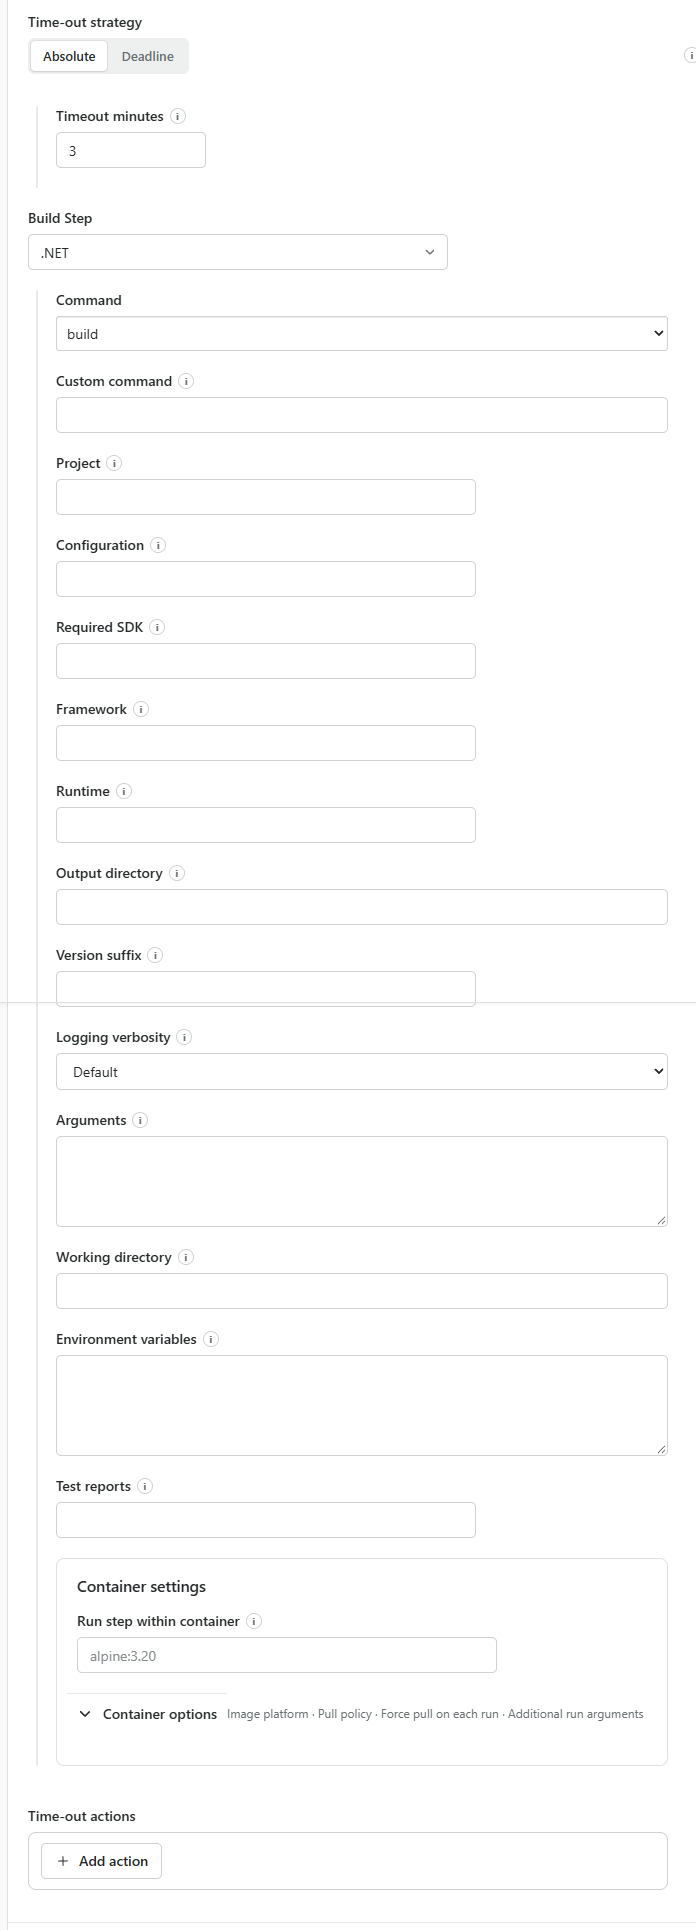 Time-out strategy
Absolute Deadline
Timeout minutes
3
Build Step
.NET
Command
build
Custom command
Project
Configuration
Required SDK
Framework
Runtime
Output directory
Version suffix
Logging verbosity
Default
Arguments
Working directory
Environment variables
Test reports
Container settings
Run step within container
alpine:3.20
Container options Image platform · Pull policy · Force pull on each run · Additional run arguments
Time-out actions
+ Add action